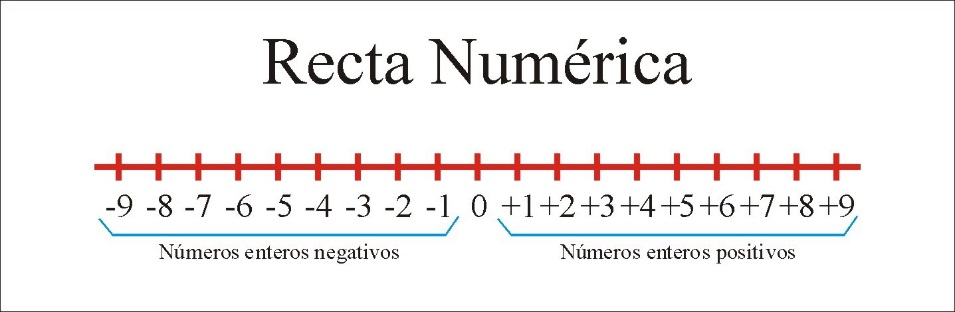 Recta Numérica
-9 -8 -7 -6 -5 -4 -3 -2 -1 0 +1 +2 +3 +4 +5 +6 +7 +8 +9
Números enteros negativos Números enteros positivos